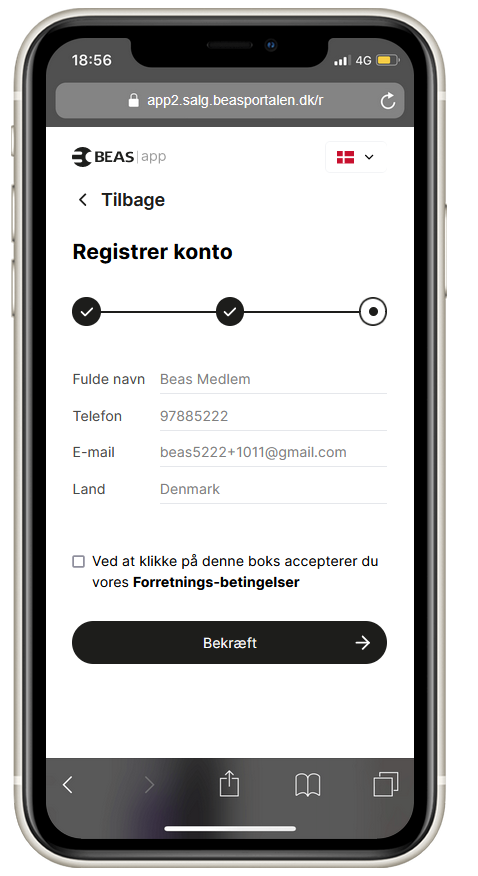 18:56
4G
app2.salg.beasportalen.dk/r
BEAS app
Tilbage
Registrer konto
Fulde navn Beas Medlem
Telefon 97885222
E-mail beas5222+1011@gmail.com
Land Denmark
Ved at klikke på denne boks accepterer du
vores Forretnings-betingelser
Bekræft